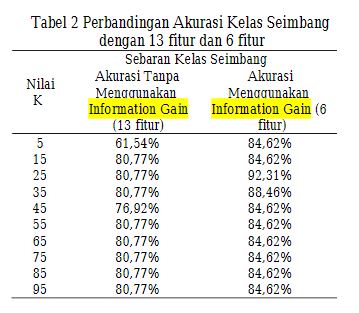 Tabel 2 Perbandingan Akurasi Kelas Seimbang
dengan 13 fitur dan 6 fitur
Nilai K
Sebaran Kelas Seimbang
Akurasi Tanpa Menggunakan Information Gain (13 fitur)
Akurasi Menggunakan Information Gain (6 fitur)
5 61,54% 84,62%
15 80,77% 84,62%
25 80,77% 92,31%
35 80,77% 88,46%
45 76,92% 84,62%
55 80,77% 84,62%
65 80,77% 84,62%
75 80,77% 84,62%
85 80,77% 84,62%
95 80,77% 84,62%